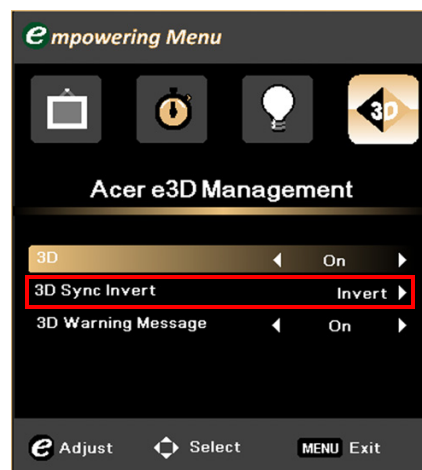 e mpowering Menu
3D
Acer e3D Management
3D On
3D Sync Invert Invert
3D Warning Message On
e Adjust Select MENU Exit